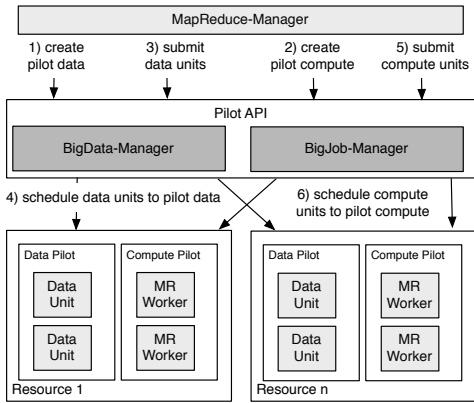 MapReduce-Manager
1) create
pilot data
3) submit
data units
2) create
pilot compute
5) submit
compute units
Pilot API
BigData-Manager
BigJob-Manager
4) schedule data units to pilot data
6) schedule compute
units to pilot compute
Data Pilot
Data
Unit
Data
Unit
Compute Pilot
MR
Worker
MR
Worker
Resource 1
Data Pilot
Data
Unit
Data
Unit
Compute Pilot
MR
Worker
MR
Worker
Resource n